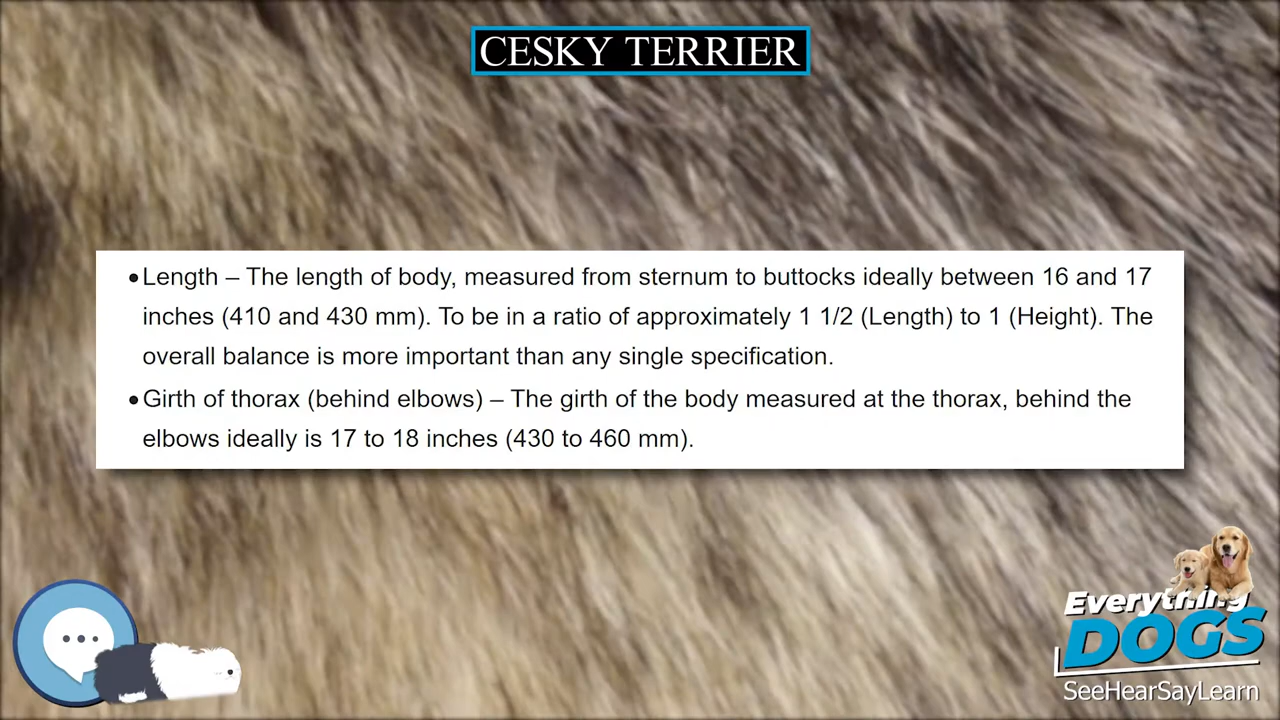 CESKY TERRIER
•Length – The length of body, measured from sternum to buttocks ideally between 16 and 17
inches (410 and 430 mm). To be in a ratio of approximately 1 1/2 (Length) to 1 (Height). The
overall balance is more important than any single specification.
•Girth of thorax (behind elbows) – The girth of the body measured at the thorax, behind the
elbows ideally is 17 to 18 inches (430 to 460 mm).
Everything
DOGS
SeeHearSayLearn